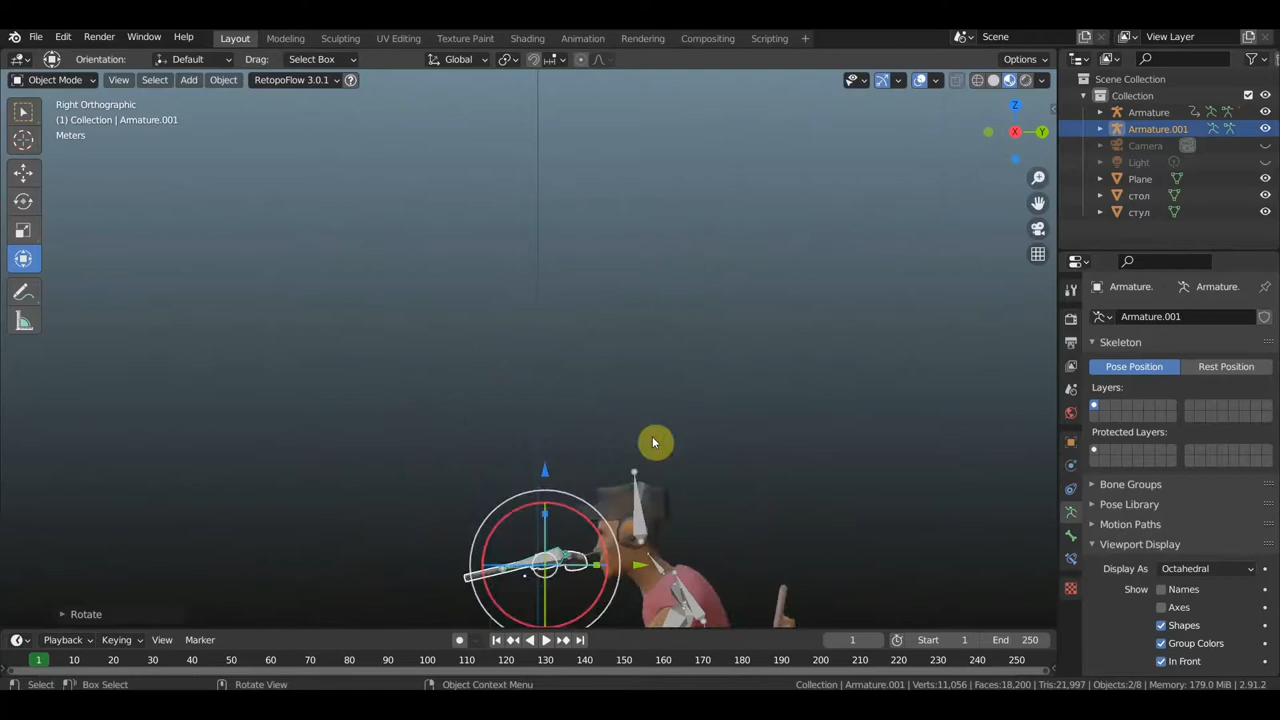 File Edit Render Window Help
Layout Modeling Sculpting UV Editing Texture Paint Shading Animation Rendering Compositing Scripting +
Scene
View Layer
Orientation: Default Drag: Select Box
Global
Options
Object Mode View Select Add Object RetopoFlow 3.0.1
Right Orthographic
(1) Collection | Armature.001
Meters
Z
X
Y
Rotate
Scene Collection
Collection
Armature
Armature.001
Camera
Light
Plane
стол
стул
Armature. Armature.
Armature.001
Skeleton
Pose Position Rest Position
Layers:
Protected Layers:
Bone Groups
Pose Library
Motion Paths
Viewport Display
Display As Octahedral
Show Names
Axes
Shapes
Group Colors
In Front
Playback Keying View Marker
1 Start 1 End 250
1 10 20 30 40 50 60 70 80 90 100 110 120 130 140 150 160 170 180 190 200 210 220 230 240 250
Select Box Select Rotate View Object Context Menu
Collection | Armature.001 | Verts:11,056 | Faces:18,200 | Tris:21,997 | Objects:2/8 | Memory: 179.0 MiB | 2.91.2